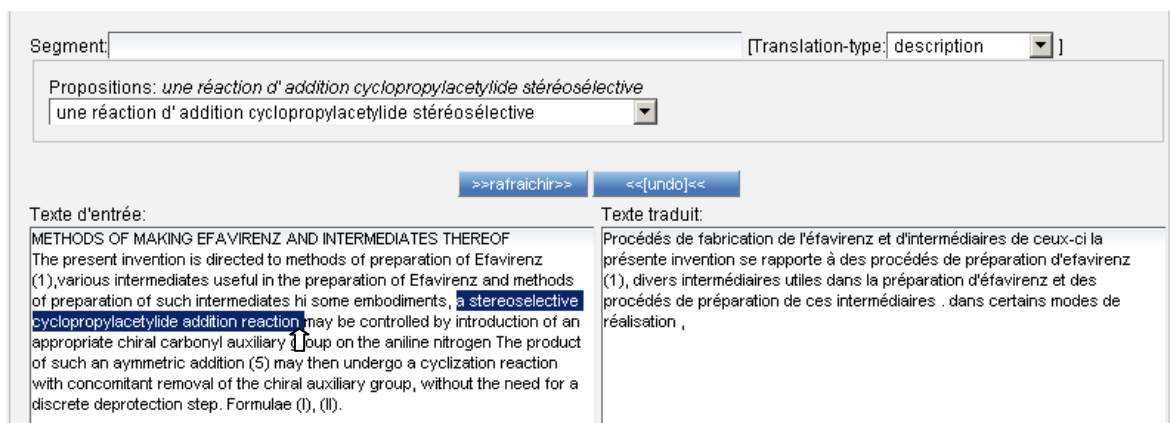 Segment: [Translation-type: description ]
Propositions: une réaction d' addition cyclopropylacetylide stéréosélective
une réaction d' addition cyclopropylacetylide stéréosélective
>>rafraichir>> <<[undo]<<
Texte d'entrée:
METHODS OF MAKING EFAVIRENZ AND INTERMEDIATES THEREOF
The present invention is directed to methods of preparation of Efavirenz
(1),various intermediates useful in the preparation of Efavirenz and methods
of preparation of such intermediates hi some embodiments, a stereoselective
cyclopropylacetylide addition reaction may be controlled by introduction of an
appropriate chiral carbonyl auxiliary group on the aniline nitrogen The product
of such an aymmetric addition (5) may then undergo a cyclization reaction
with concomitant removal of the chiral auxiliary group, without the need for a
discrete deprotection step. Formulae (I), (II).
Texte traduit:
Procédés de fabrication de l'éfavirenz et d'intermédiaires de ceux-ci la
présente invention se rapporte à des procédés de préparation d'efavirenz
(1), divers intermédiaires utiles dans la préparation d'éfavirenz et des
procédés de préparation de ces intermédiaires . dans certains modes de
réalisation ,